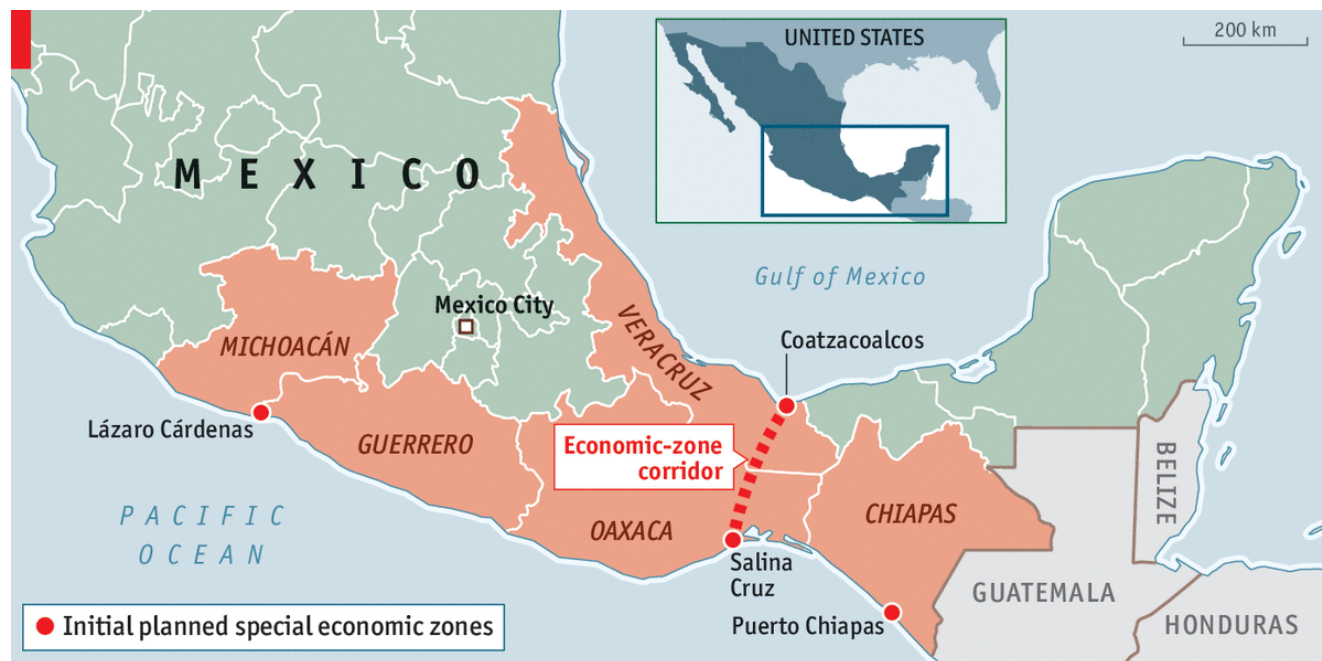 200 km
UNITED STATES
MEXICO
Gulf of Mexico
Mexico City
MICHOACÁN
VERACRUZ
Coatzacoalcos
Lázaro Cárdenas
GUERRERO
Economic-zone
corridor
BELIZE
PACIFIC
OCEAN
OAXACA
CHIAPAS
Salina
Cruz
GUATEMALA
Puerto Chiapas
HONDURAS
Initial planned special economic zones